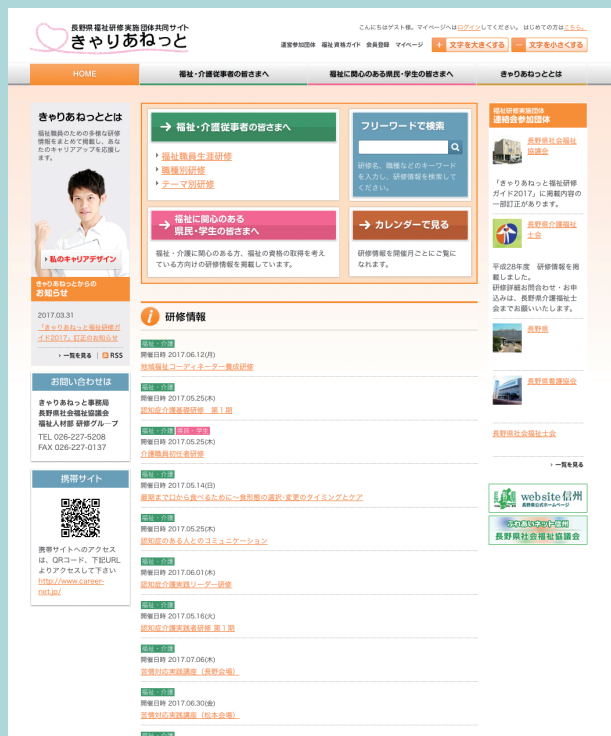 長野県福祉研修実施団体共同サイト
きゃりあねっと
こんにちはゲスト様。マイページへはログインしてください。 はじめての方はこちら。
運営参加団体 福祉資格ガイド 会員登録 マイページ
+ 文字を大きくする
− 文字を小さくする
HOME
福祉・介護従事者の皆さまへ
福祉に関心のある県民・学生の皆さまへ
きゃりあねっととは
きゃりあねっととは
福祉職員のための多様な研修
情報をまとめて掲載し、あな
たのキャリアアップを応援し
ます。
私のキャリアデザイン
きゃりあねっとからの
お知らせ
2017.03.31
「きゃりあねっと福祉研修ガ
イド2017」訂正のお知らせ
› 一覧を見る | RSS
お問い合わせは
きゃりあねっと事務局
長野県社会福祉協議会
福祉人材部 研修グループ
TEL 026-227-5208
FAX 026-227-0137
携帯サイト
携帯サイトへのアクセス
は、QRコード、下記URL
よりアクセスして下さい
http://www.career-
net.jp/
福祉・介護従事者の皆さまへ
福祉職員生涯研修
職種別研修
テーマ別研修
フリーワードで検索
研修名、職種などのキーワード
を入力し、研修情報を検索して
ください。
福祉に関心のある
県民・学生の皆さまへ
福祉・介護に関心のある方、福祉の資格の取得を考え
ている方向けの研修情報を掲載しています。
カレンダーで見る
研修情報を開催月ごとにご覧に
なれます。
研修情報
福祉・介護
開催日時 2017.06.12(月)
地域福祉コーディネーター養成研修
福祉・介護
開催日時 2017.05.25(木)
認知症介護基礎研修 第１期
福祉・介護 県民・学生
開催日時 2017.05.25(木)
介護職員初任者研修
福祉・介護
開催日時 2017.05.14(日)
最期まで口から食べるために～食形態の選択・変更のタイミングとケア
福祉・介護
開催日時 2017.05.25(木)
認知症のある人とのコミュニケーション
福祉・介護
開催日時 2017.06.01(木)
認知症介護実践リーダー研修
福祉・介護
開催日時 2017.05.16(火)
認知症介護実践者研修 第１期
福祉・介護
開催日時 2017.07.06(木)
苦情対応実践講座（長野会場）
福祉・介護
開催日時 2017.06.30(金)
苦情対応実践講座（松本会場）
福祉・介護
福祉研修実施団体
連絡会参加団体
長野県社会福祉
協議会
「きゃりあねっと福祉研修
ガイド2017」に掲載内容の
一部訂正があります。
長野県介護福祉
士会
平成28年度 研修情報を掲
載しました。
研修詳細お問合わせ・お申
込みは、長野県介護福祉士
会までお願いいたします。
長野県
長野県看護協会
長野県社会福祉士会
› 一覧を見る
website信州
長野県公式ホームページ
ふれあいネット信州
長野県社会福祉協議会